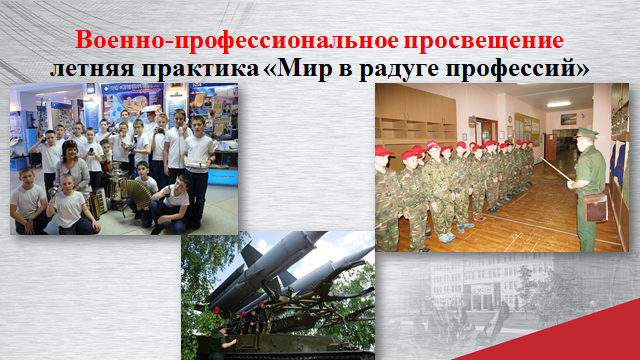 Военно-профессиональное просвещение
летняя практика «Мир в радуге профессий»